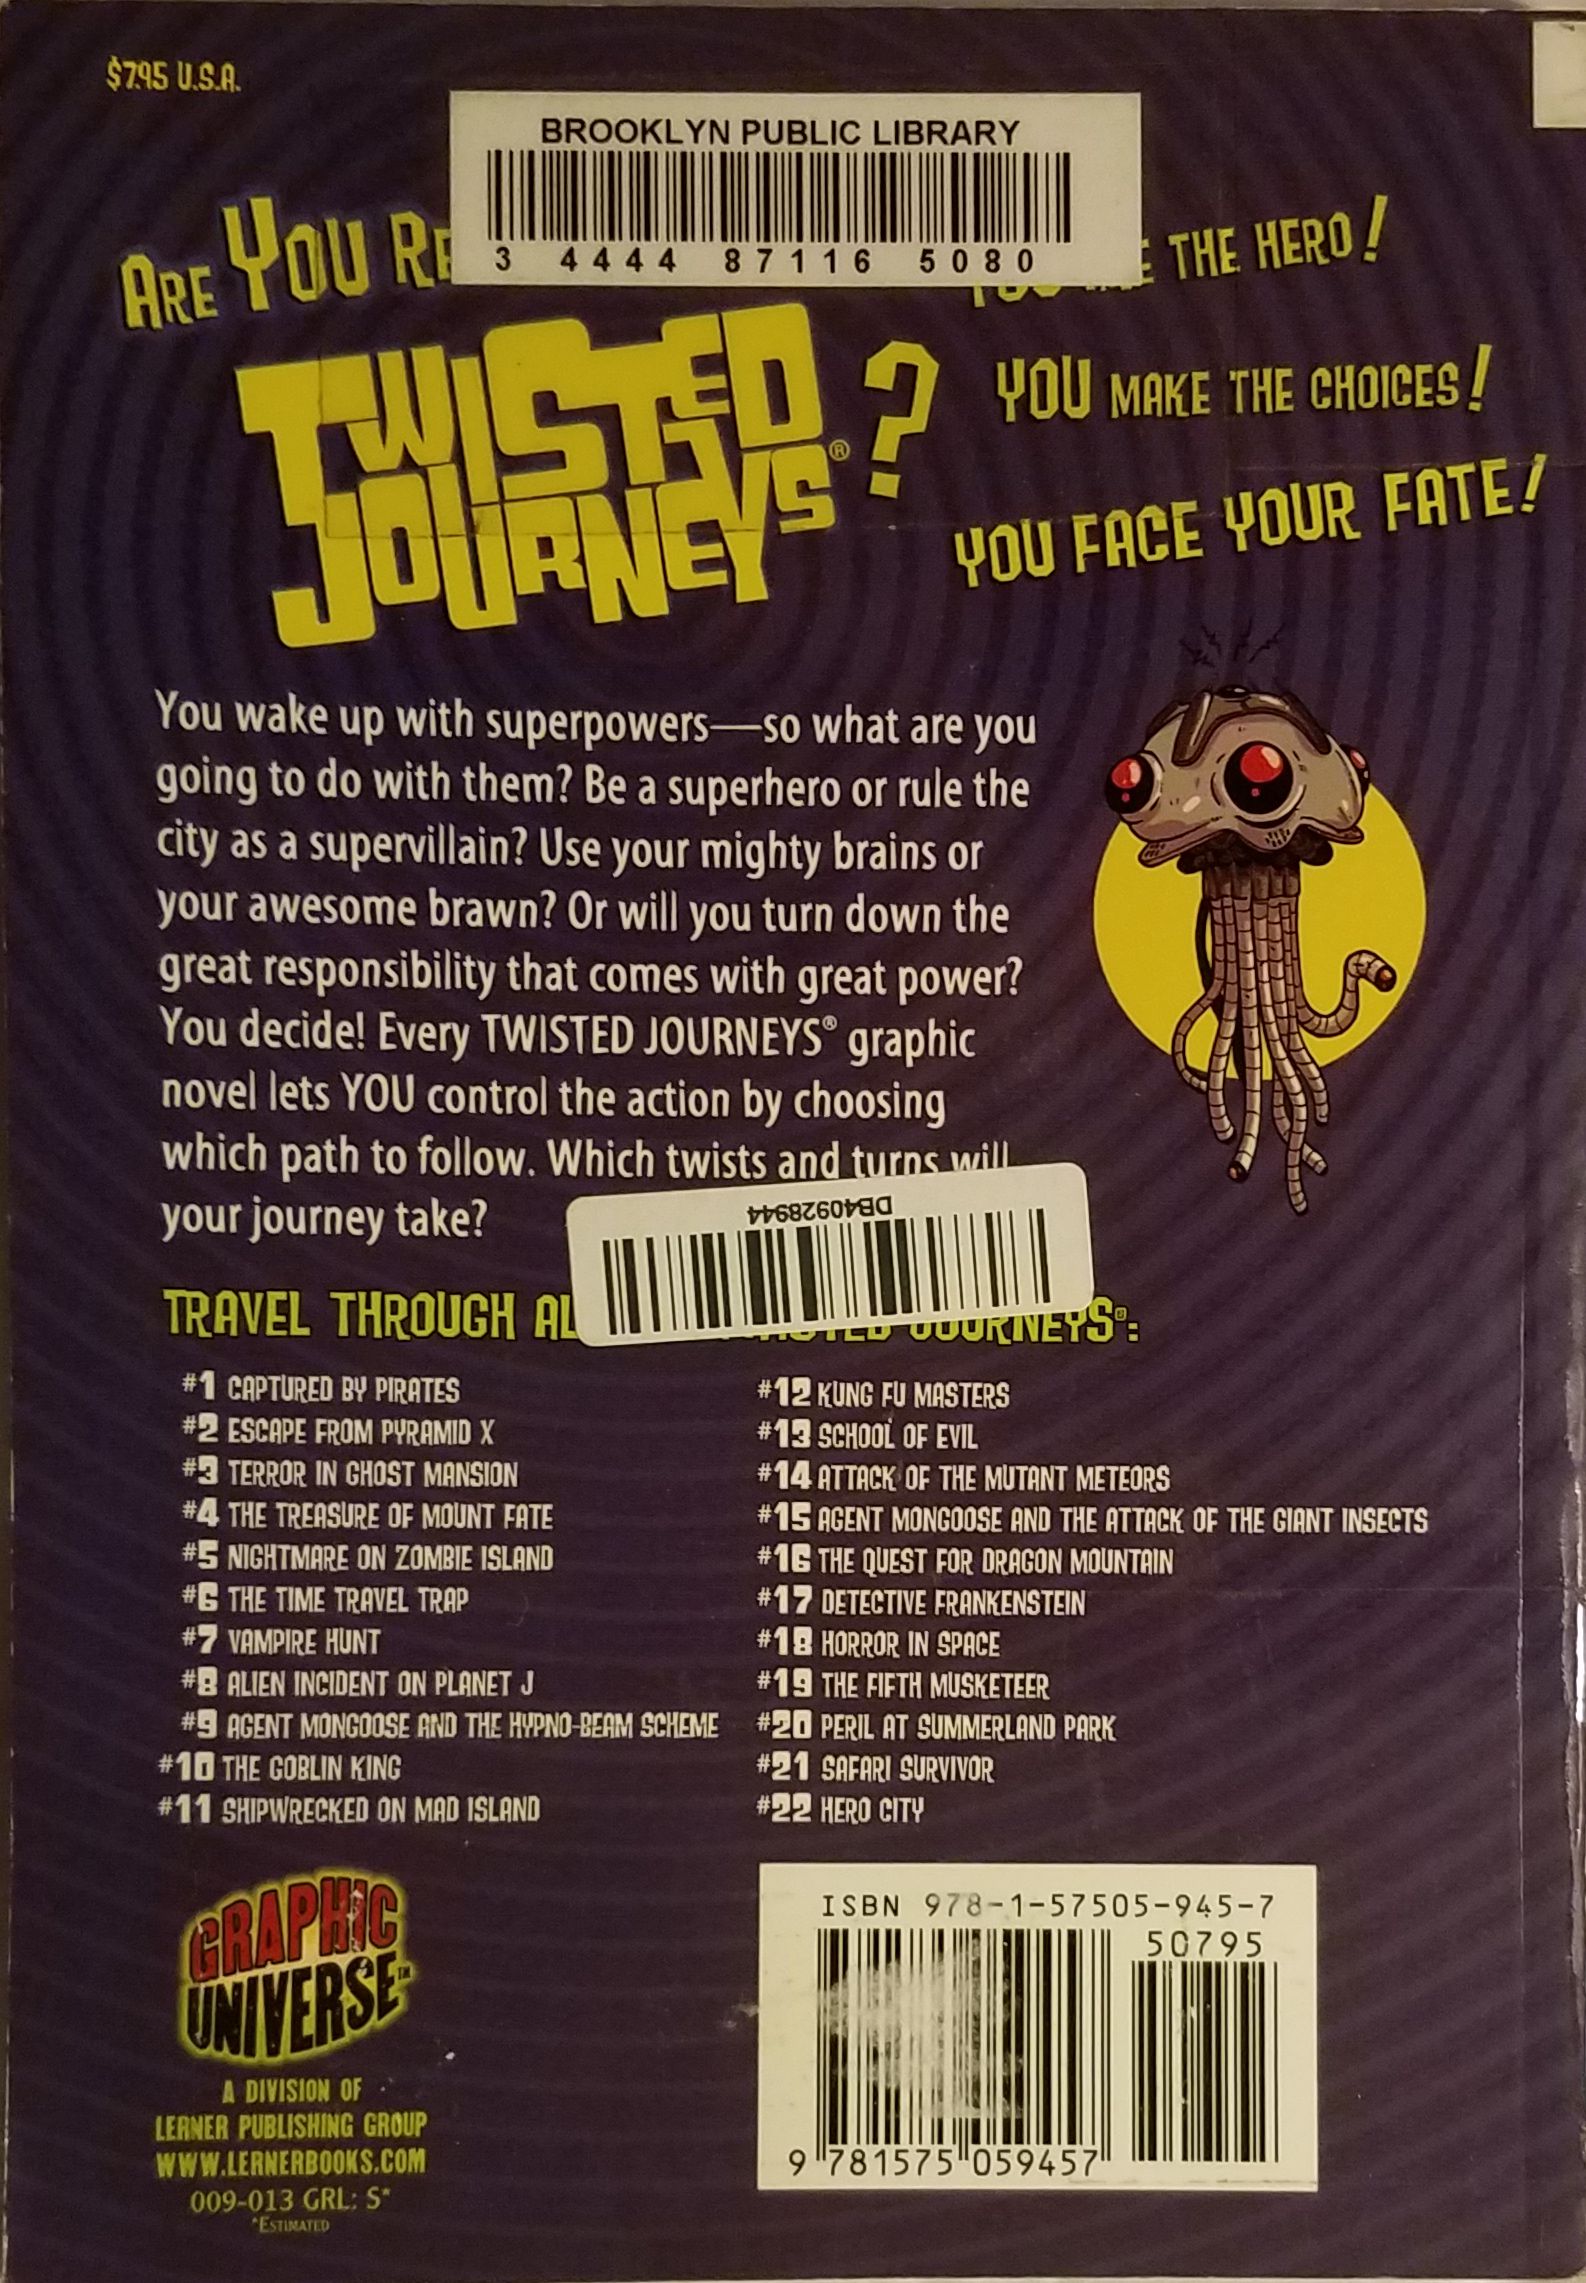 $7.95 U.S.A.
BROOKLYN PUBLIC LIBRARY
3 4444 87116 5080
ARE YOU
THE HERO!
TWISTED
JOURNEYS®?
YOU MAKE THE CHOICES!
YOU FACE YOUR FATE!
You wake up with superpowers—so what are you
going to do with them? Be a superhero or rule the
city as a supervillain? Use your mighty brains or
your awesome brawn? Or will you turn down the
great responsibility that comes with great power?
You decide! Every TWISTED JOURNEYS® graphic
novel lets YOU control the action by choosing
which path to follow. Which twists and turns will
your journey take?
DB40928944
TRAVEL THROUGH TWISTED JOURNEYS®:
#1 CAPTURED BY PIRATES
#2 ESCAPE FROM PYRAMID X
#3 TERROR IN GHOST MANSION
#4 THE TREASURE OF MOUNT FATE
#5 NIGHTMARE ON ZOMBIE ISLAND
#6 THE TIME TRAVEL TRAP
#7 VAMPIRE HUNT
#8 ALIEN INCIDENT ON PLANET J
#9 AGENT MONGOOSE AND THE HYPNO-BEAM SCHEME
#10 THE GOBLIN KING
#11 SHIPWRECKED ON MAD ISLAND
#12 KUNG FU MASTERS
#13 SCHOOL OF EVIL
#14 ATTACK OF THE MUTANT METEORS
#15 AGENT MONGOOSE AND THE ATTACK OF THE GIANT INSECTS
#16 THE QUEST FOR DRAGON MOUNTAIN
#17 DETECTIVE FRANKENSTEIN
#18 HORROR IN SPACE
#19 THE FIFTH MUSKETEER
#20 PERIL AT SUMMERLAND PARK
#21 SAFARI SURVIVOR
#22 HERO CITY
GRAPHIC
UNIVERSE™
A DIVISION OF
LERNER PUBLISHING GROUP
WWW.LERNERBOOKS.COM
009-013 GRL: S*
*ESTIMATED
ISBN 978-1-57505-945-7
50795
9 781575 059457